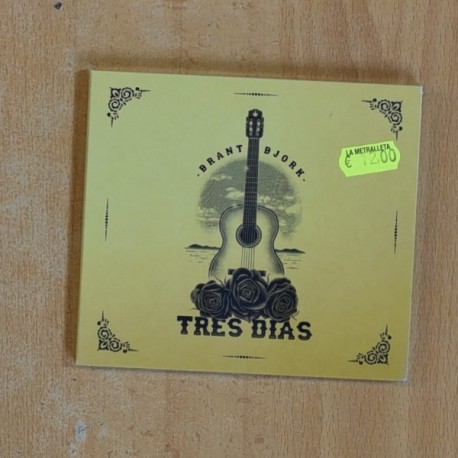 · BRANT BJORK ·
LA METRALLETA
€ 12.00
TRES DIAS